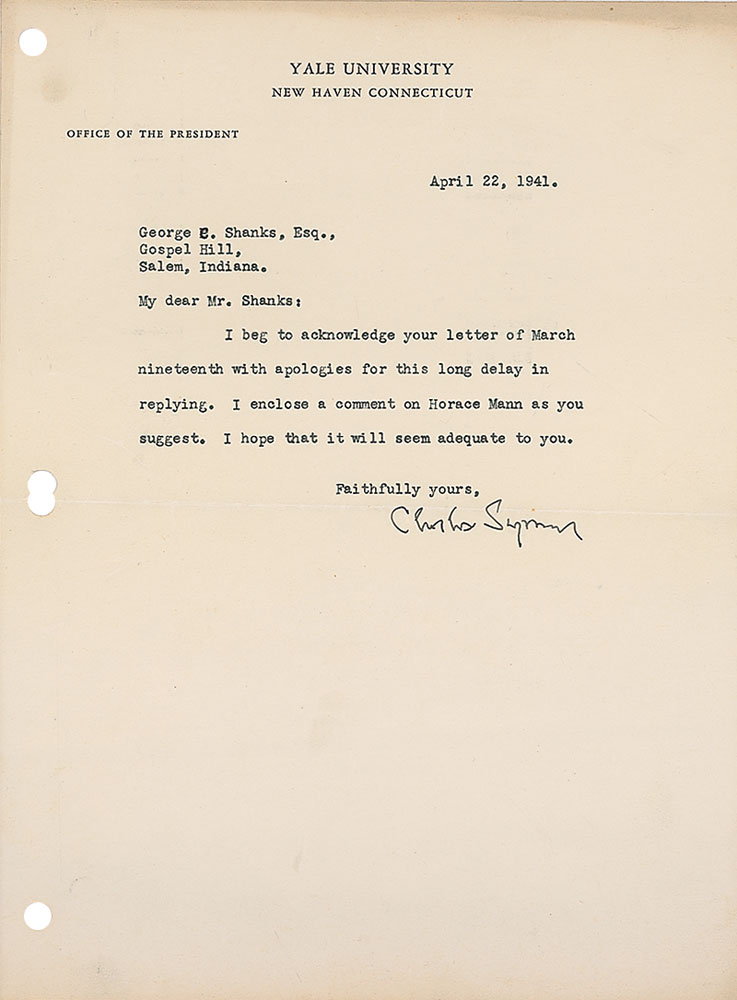 YALE UNIVERSITY
NEW HAVEN CONNECTICUT
OFFICE OF THE PRESIDENT
April 22, 1941.
George E. Shanks, Esq.,
Gospel Hill,
Salem, Indiana.
My dear Mr. Shanks:
I beg to acknowledge your letter of March
nineteenth with apologies for this long delay in
replying. I enclose a comment on Horace Mann as you
suggest. I hope that it will seem adequate to you.
Faithfully yours,
Charles Seymour